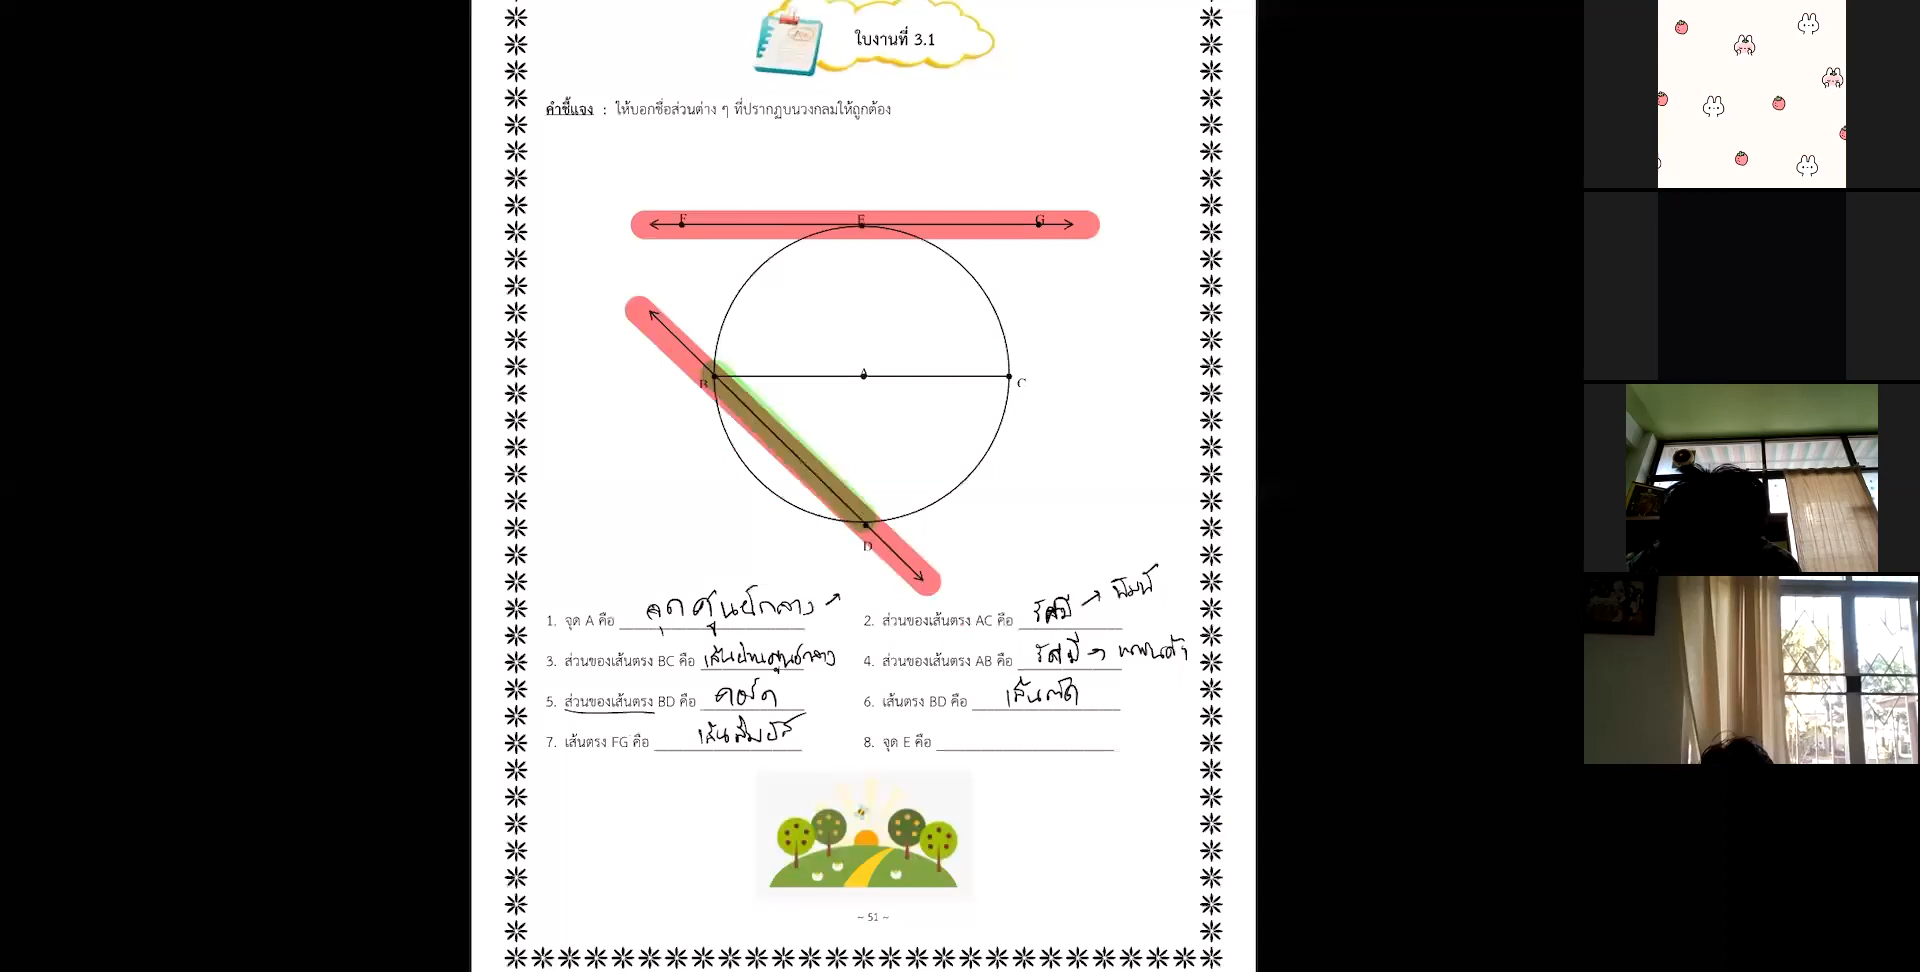 ใบงานที่ 3.1
คำชี้แจง : ให้บอกชื่อส่วนต่าง ๆ ที่ปรากฏบนวงกลมให้ถูกต้อง
F E G
B A C
D
1. จุด A คือ จุดศูนย์กลาง →
2. ส่วนของเส้นตรง AC คือ รัศมี → พิมพ์
3. ส่วนของเส้นตรง BC คือ เส้นผ่านศูนย์กลาง
4. ส่วนของเส้นตรง AB คือ รัศมี →
5. ส่วนของเส้นตรง BD คือ คอร์ด
6. เส้นตรง BD คือ เส้นตัด
7. เส้นตรง FG คือ เส้นสัมผัส
8. จุด E คือ
~ 51 ~